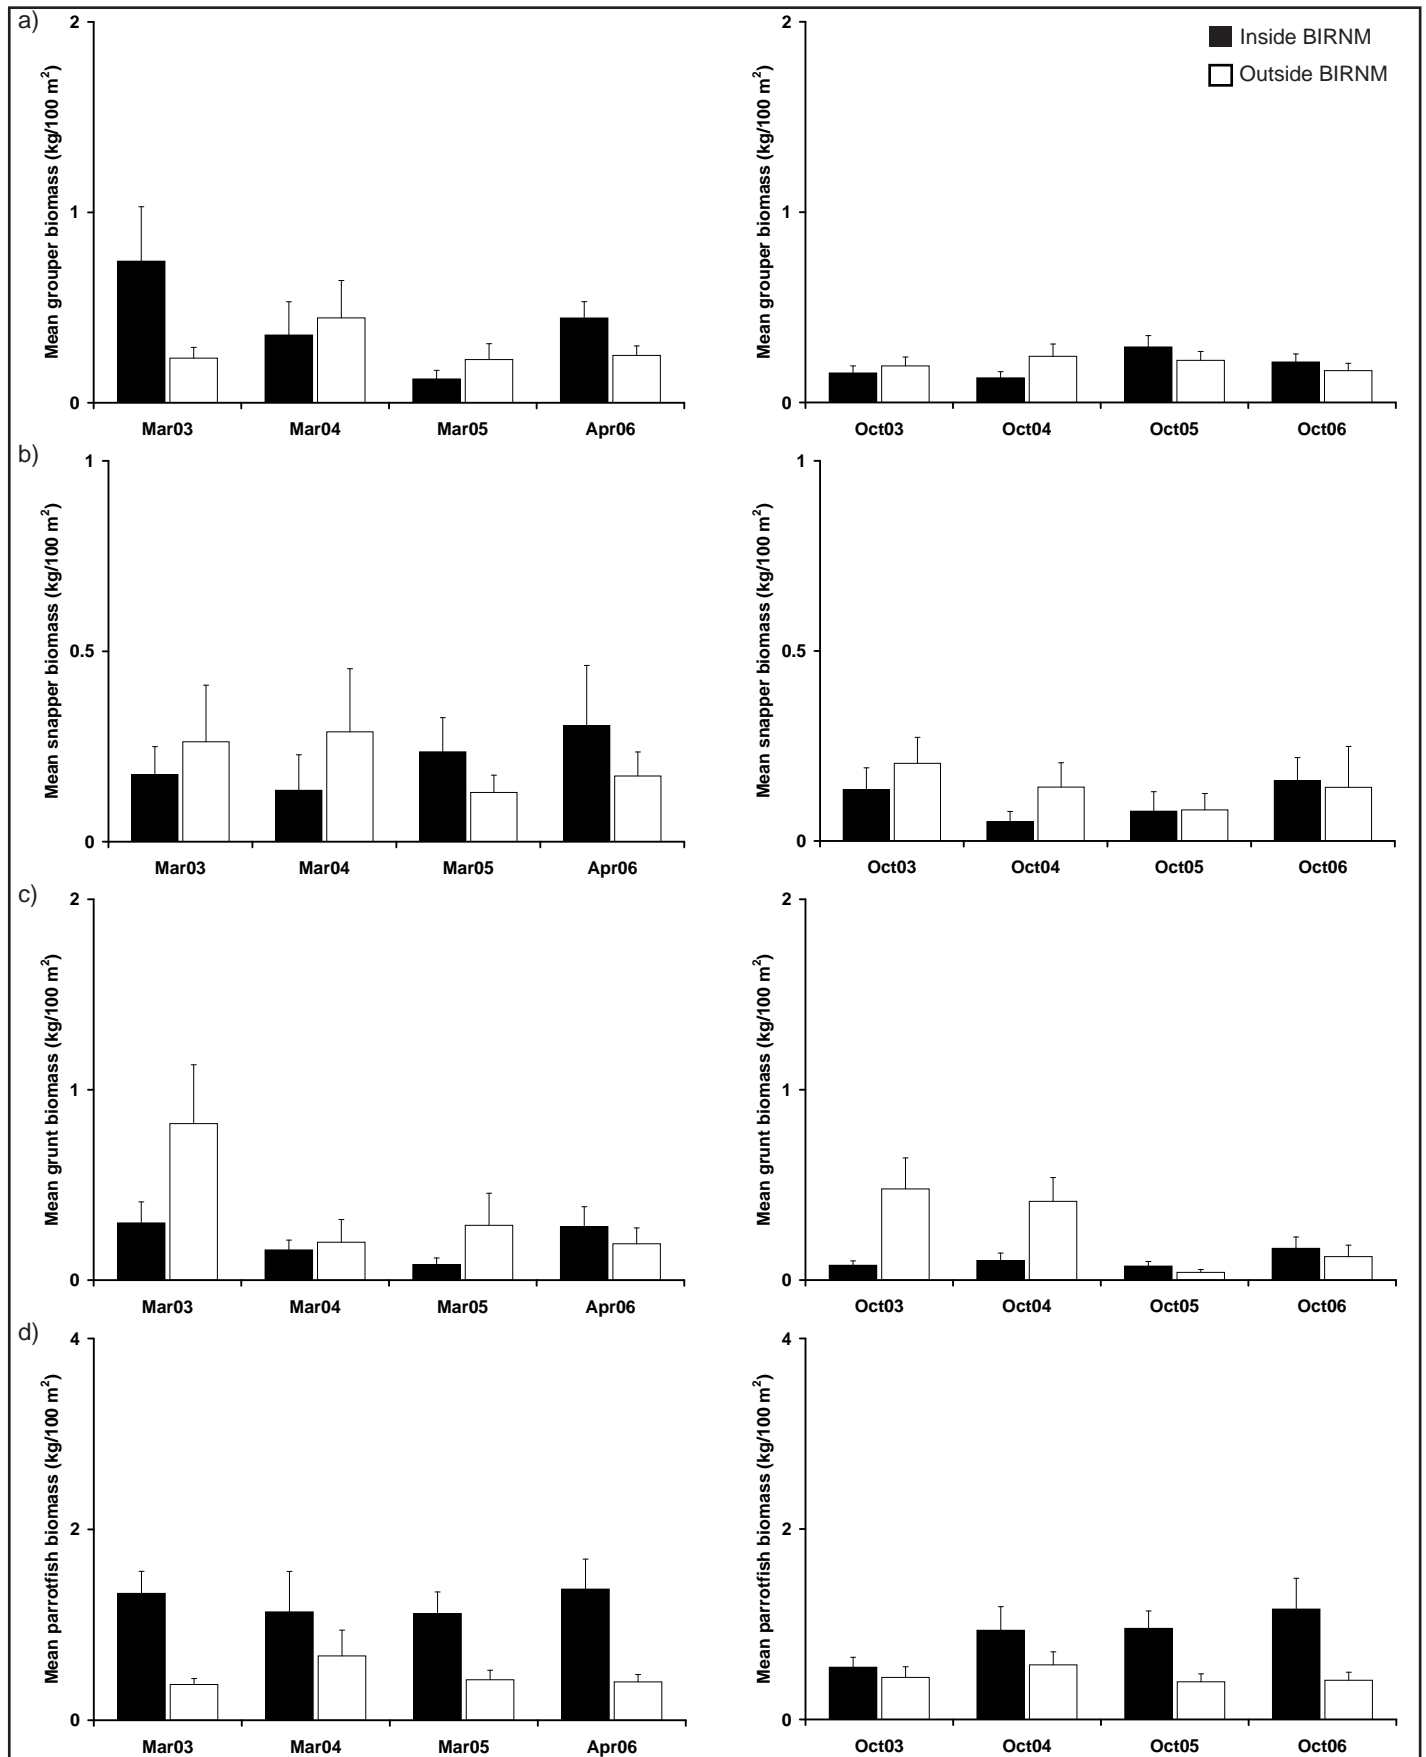 a)
Mean grouper biomass (kg/100 m²)
2
1
0
Mar03 Mar04 Mar05 Apr06
Mean grouper biomass (kg/100 m²)
2
1
0
Oct03 Oct04 Oct05 Oct06
Inside BIRNM
Outside BIRNM
b)
Mean snapper biomass (kg/100 m²)
1
0.5
0
Mar03 Mar04 Mar05 Apr06
Mean snapper biomass (kg/100 m²)
1
0.5
0
Oct03 Oct04 Oct05 Oct06
c)
Mean grunt biomass (kg/100 m²)
2
1
0
Mar03 Mar04 Mar05 Apr06
Mean grunt biomass (kg/100 m²)
2
1
0
Oct03 Oct04 Oct05 Oct06
d)
Mean parrotfish biomass (kg/100 m²)
4
2
0
Mar03 Mar04 Mar05 Apr06
Mean parrotfish biomass (kg/100 m²)
4
2
0
Oct03 Oct04 Oct05 Oct06